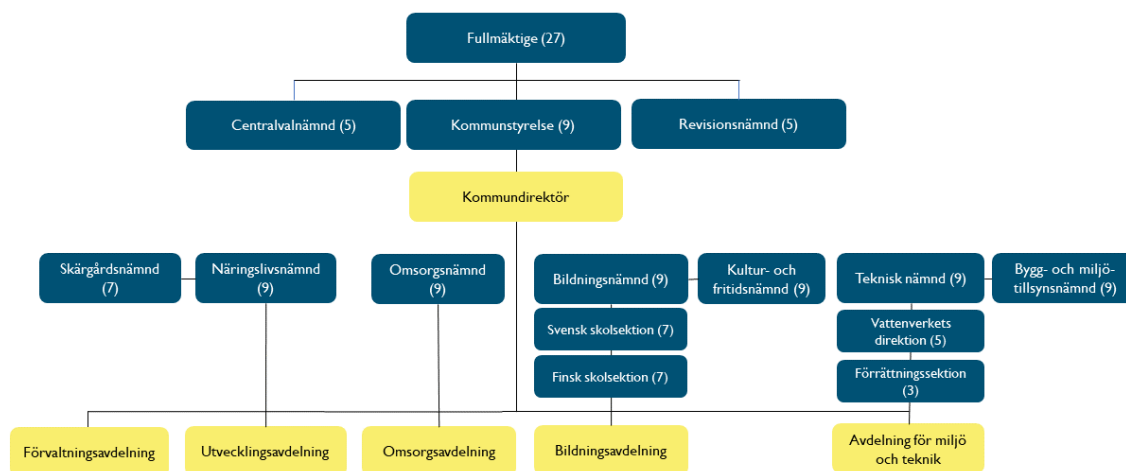 Fullmäktige (27)
Centralvalnämnd (5)
Kommunstyrelse (9)
Revisionsnämnd (5)
Kommundirektör
Skärgårdsnämnd
(7)
Näringslivsnämnd
(9)
Omsorgsnämnd
(9)
Bildningsnämnd (9)
Kultur- och
fritidsnämnd (9)
Teknisk nämnd (9)
Bygg- och miljö-
tillsynsnämnd (9)
Svensk skolsektion (7)
Vattenverkets
direktion (5)
Finsk skolsektion (7)
Förrättningssektion
(3)
Förvaltningsavdelning
Utvecklingsavdelning
Omsorgsavdelning
Bildningsavdelning
Avdelning för miljö
och teknik